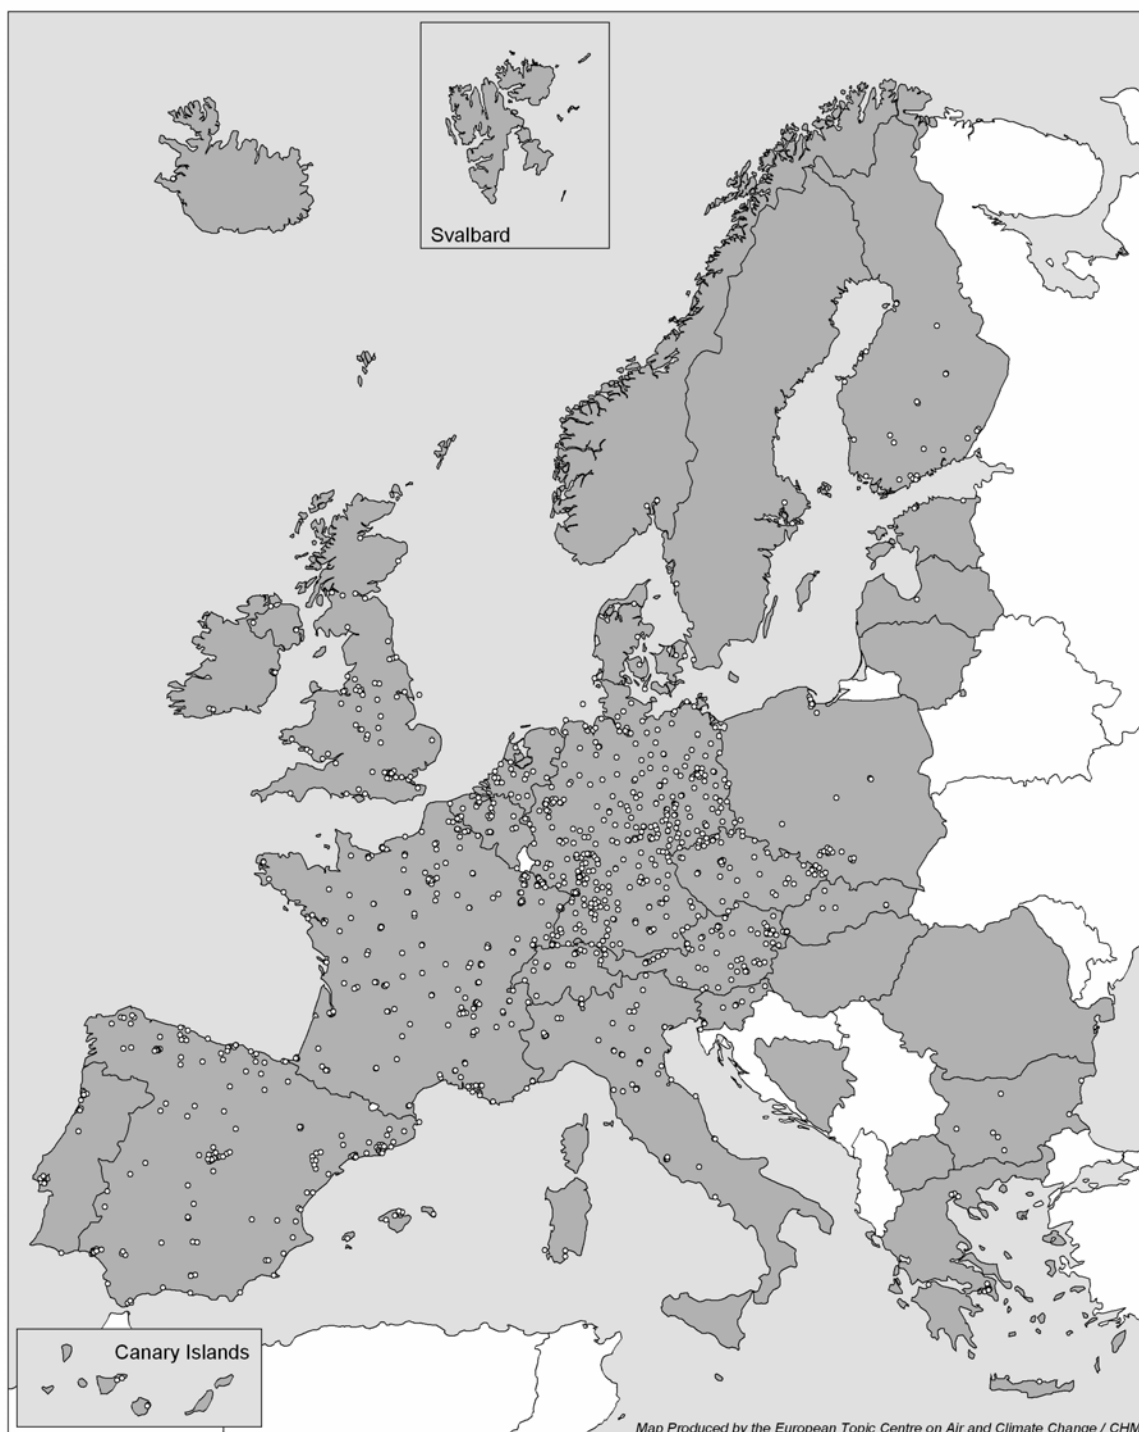 Svalbard
Canary Islands
Map Produced by the European Topic Centre on Air and Climate Change / CHM